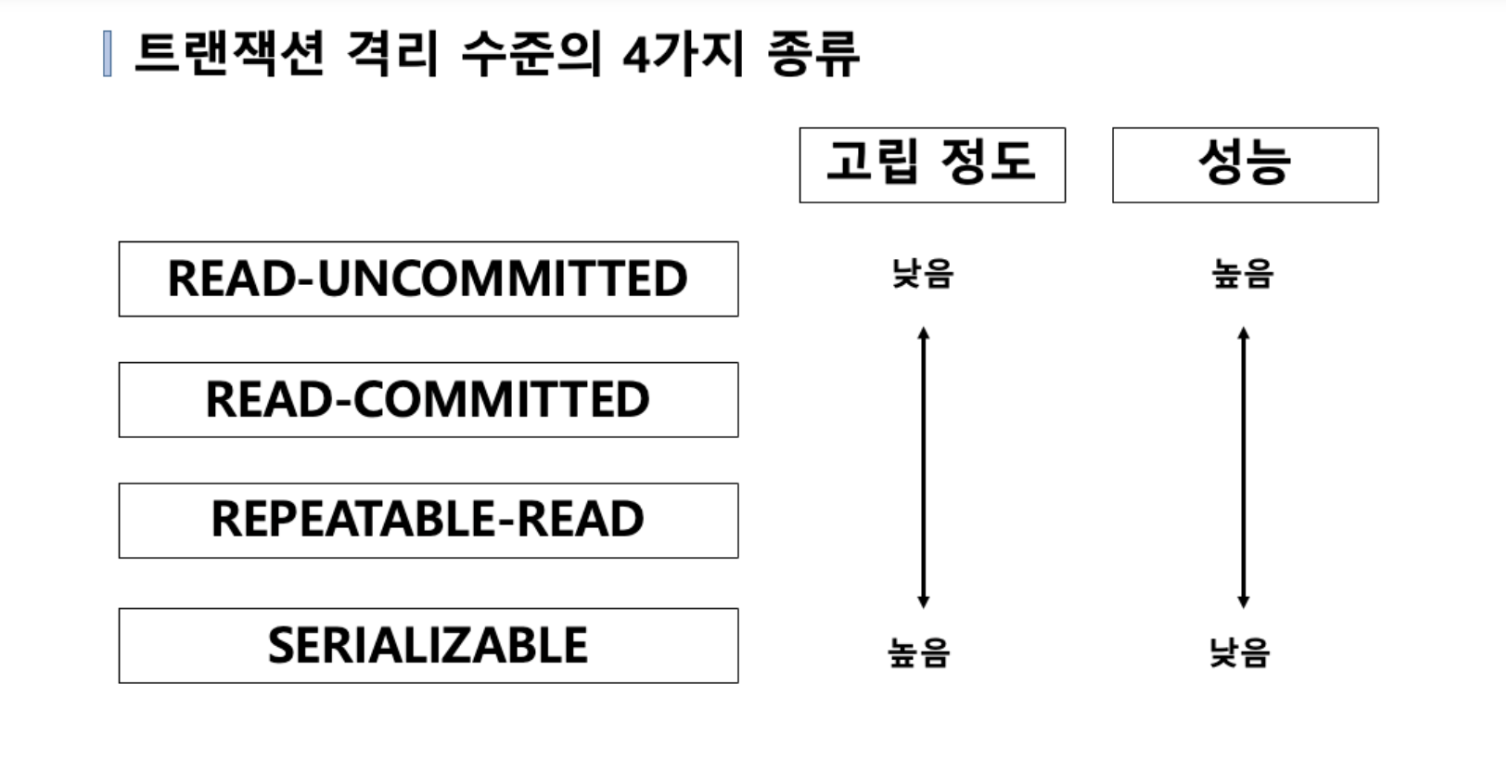 트랜잭션 격리 수준의 4가지 종류
고립 정도 성능
READ-UNCOMMITTED 낮음 높음
READ-COMMITTED
REPEATABLE-READ
SERIALIZABLE 높음 낮음